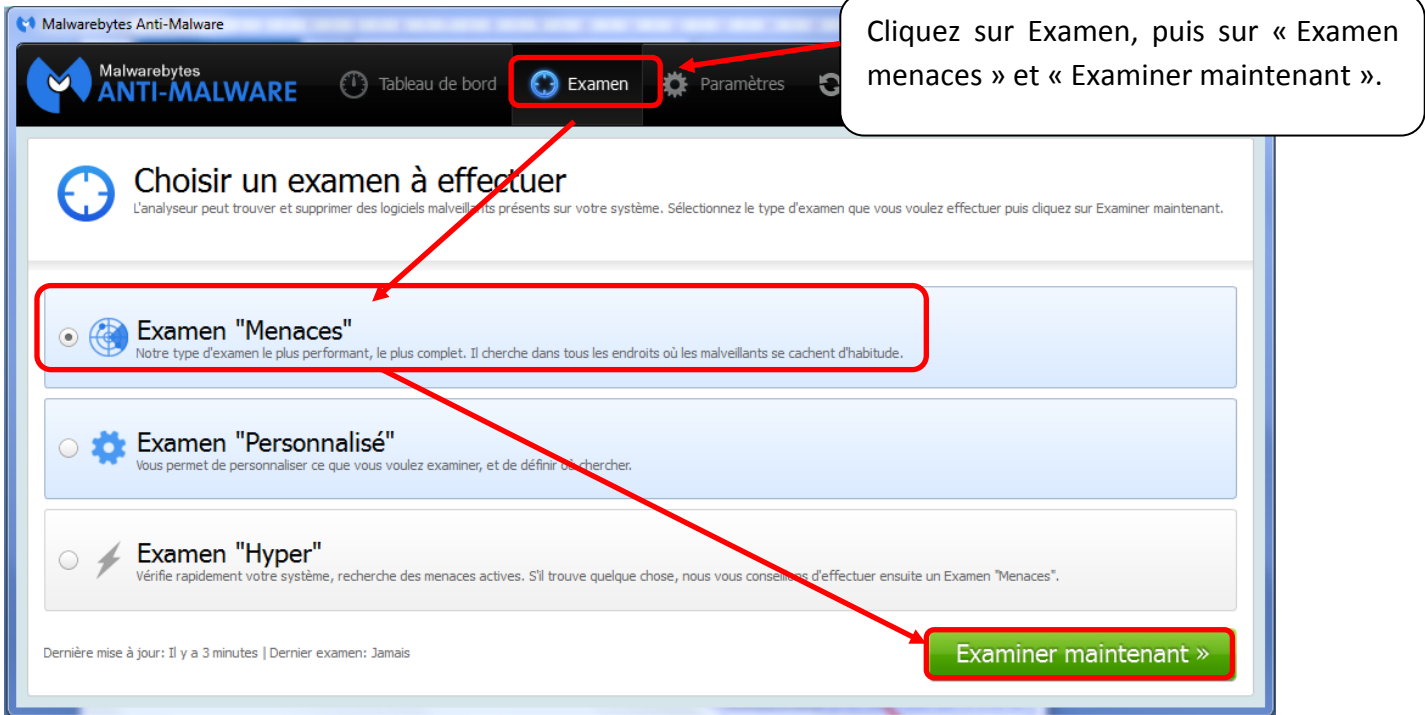 Malwarebytes Anti-Malware
Cliquez sur Examen, puis sur « Examen
menaces » et « Examiner maintenant ».
Malwarebytes
ANTI-MALWARE
Tableau de bord
Examen
Paramètres
Choisir un examen à effectuer
L'analyseur peut trouver et supprimer des logiciels malveillants présents sur votre système. Sélectionnez le type d'examen que vous voulez effectuer puis cliquez sur Examiner maintenant.
Examen "Menaces"
Notre type d'examen le plus performant, le plus complet. Il cherche dans tous les endroits où les malveillants se cachent d'habitude.
Examen "Personnalisé"
Vous permet de personnaliser ce que vous voulez examiner, et de définir où chercher.
Examen "Hyper"
Vérifie rapidement votre système, recherche des menaces actives. S'il trouve quelque chose, nous vous conseillons d'effectuer ensuite un Examen "Menaces".
Dernière mise à jour: Il y a 3 minutes | Dernier examen: Jamais
Examiner maintenant »